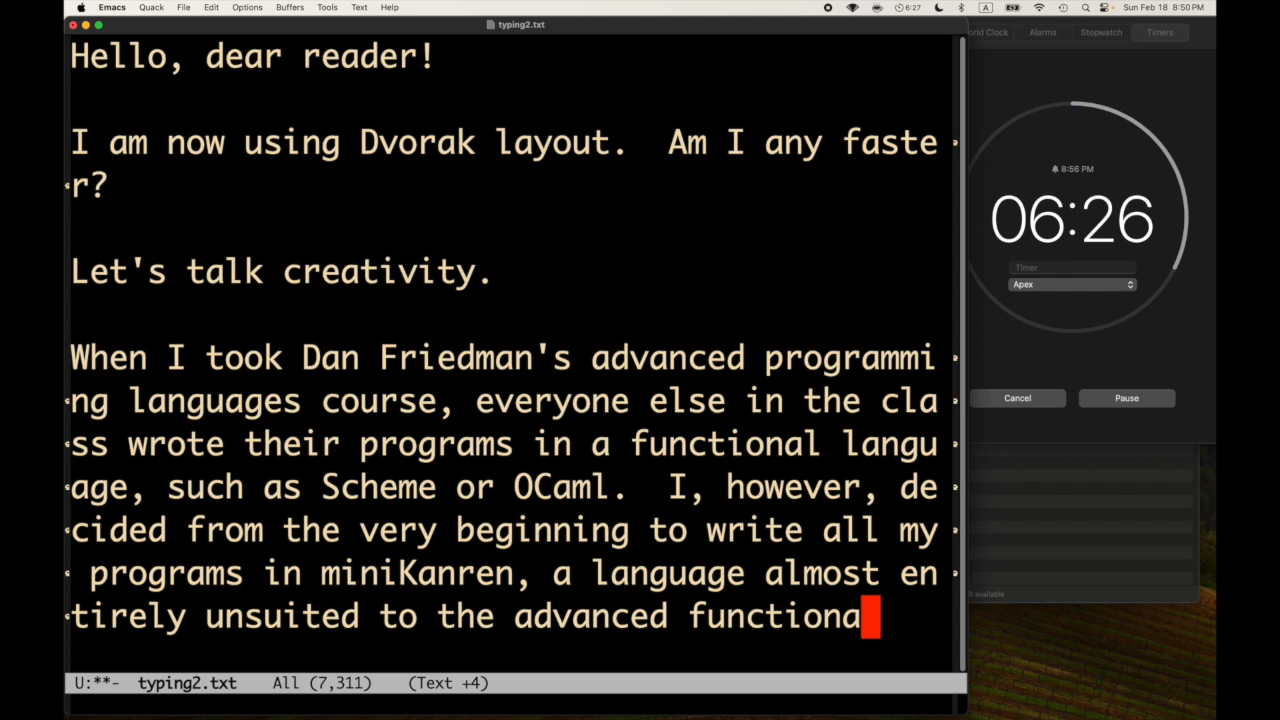 Emacs Quack File Edit Options Buffers Tools Text Help 6:27 A Sun Feb 18 8:50 PM
typing2.txt
orld Clock Alarms Stopwatch Timers
Hello, dear reader!
I am now using Dvorak layout.  Am I any faste
r?
Let's talk creativity.
When I took Dan Friedman's advanced programmi
ng languages course, everyone else in the cla
ss wrote their programs in a functional langu
age, such as Scheme or OCaml.  I, however, de
cided from the very beginning to write all my
programs in miniKanren, a language almost en
tirely unsuited to the advanced functiona
U:**- typing2.txt All (7,311) (Text +4)
8:56 PM
06:26
Timer
Apex
Cancel Pause
available